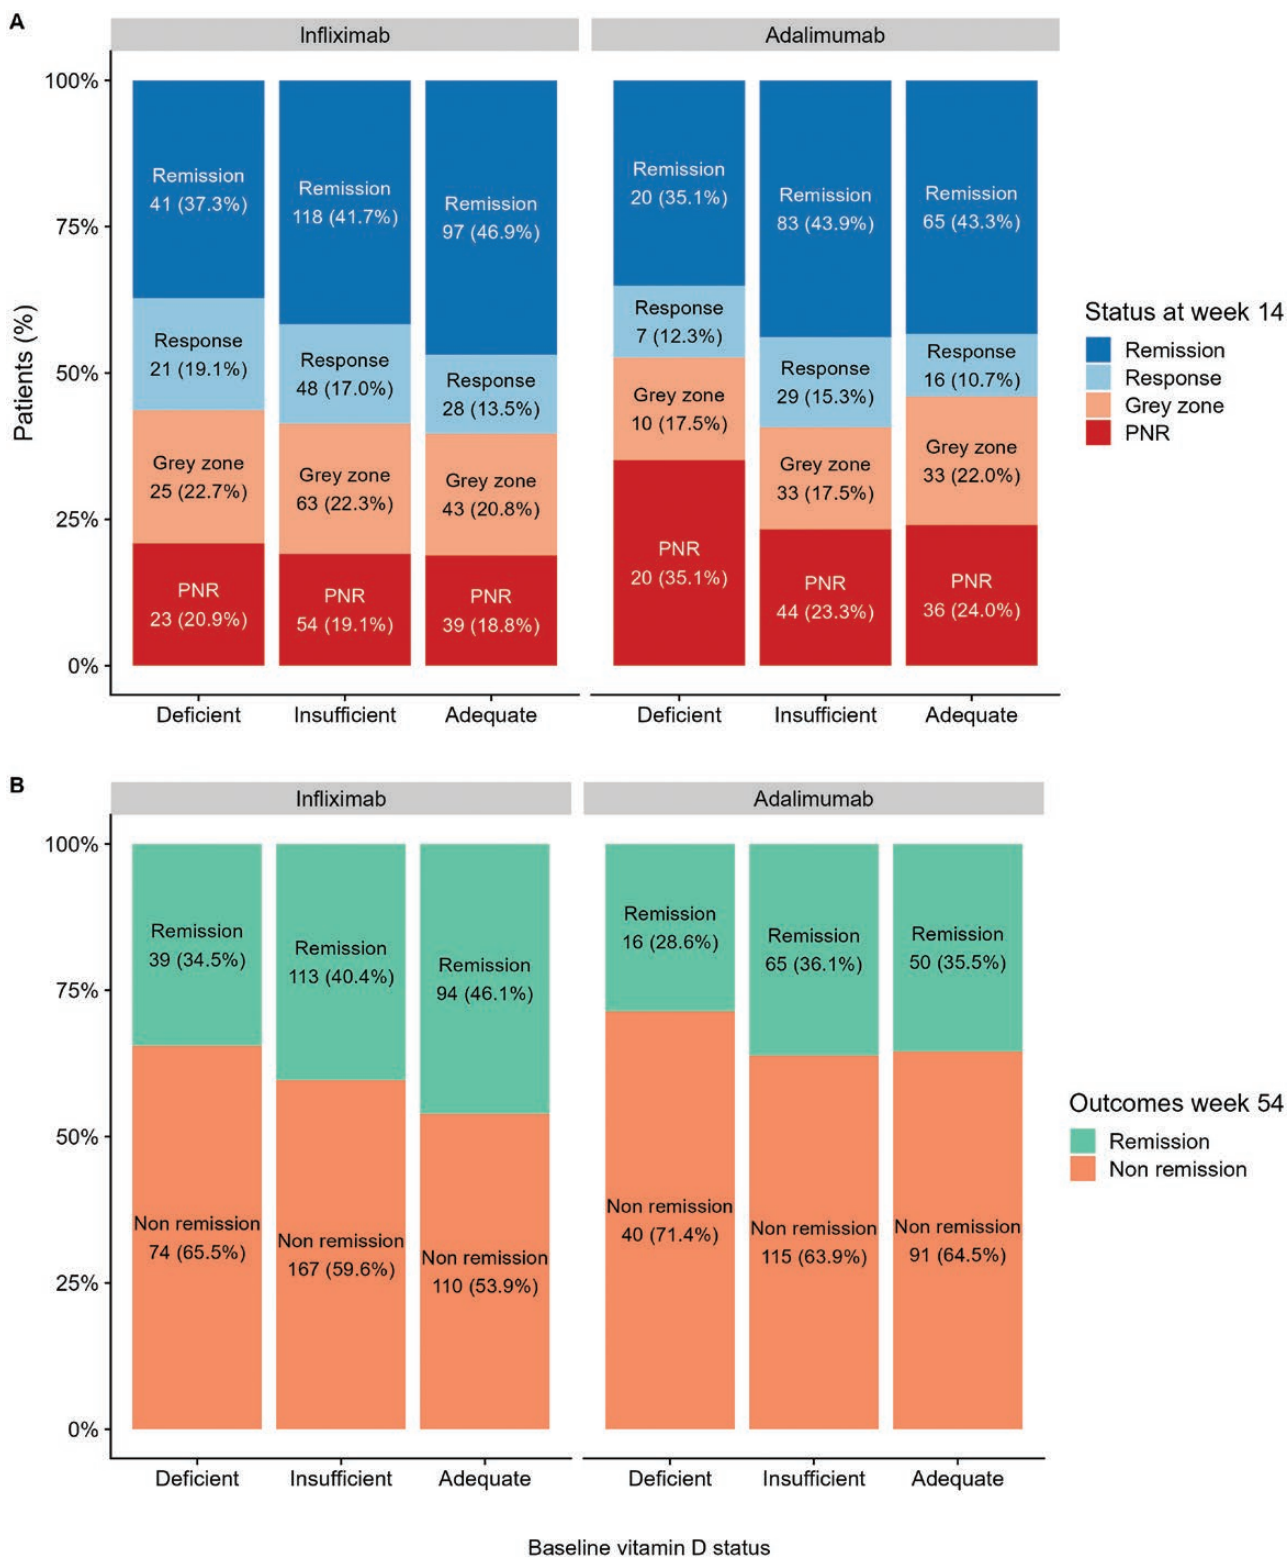 A
Infliximab
Adalimumab
Patients (%)
100%
75%
50%
25%
0%
Remission
41 (37.3%)
Response
21 (19.1%)
Grey zone
25 (22.7%)
PNR
23 (20.9%)
Remission
118 (41.7%)
Response
48 (17.0%)
Grey zone
63 (22.3%)
PNR
54 (19.1%)
Remission
97 (46.9%)
Response
28 (13.5%)
Grey zone
43 (20.8%)
PNR
39 (18.8%)
Remission
20 (35.1%)
Response
7 (12.3%)
Grey zone
10 (17.5%)
PNR
20 (35.1%)
Remission
83 (43.9%)
Response
29 (15.3%)
Grey zone
33 (17.5%)
PNR
44 (23.3%)
Remission
65 (43.3%)
Response
16 (10.7%)
Grey zone
33 (22.0%)
PNR
36 (24.0%)
Deficient
Insufficient
Adequate
Deficient
Insufficient
Adequate
Status at week 14
Remission
Response
Grey zone
PNR
B
Infliximab
Adalimumab
100%
75%
50%
25%
0%
Remission
39 (34.5%)
Non remission
74 (65.5%)
Remission
113 (40.4%)
Non remission
167 (59.6%)
Remission
94 (46.1%)
Non remission
110 (53.9%)
Remission
16 (28.6%)
Non remission
40 (71.4%)
Remission
65 (36.1%)
Non remission
115 (63.9%)
Remission
50 (35.5%)
Non remission
91 (64.5%)
Deficient
Insufficient
Adequate
Deficient
Insufficient
Adequate
Outcomes week 54
Remission
Non remission
Baseline vitamin D status